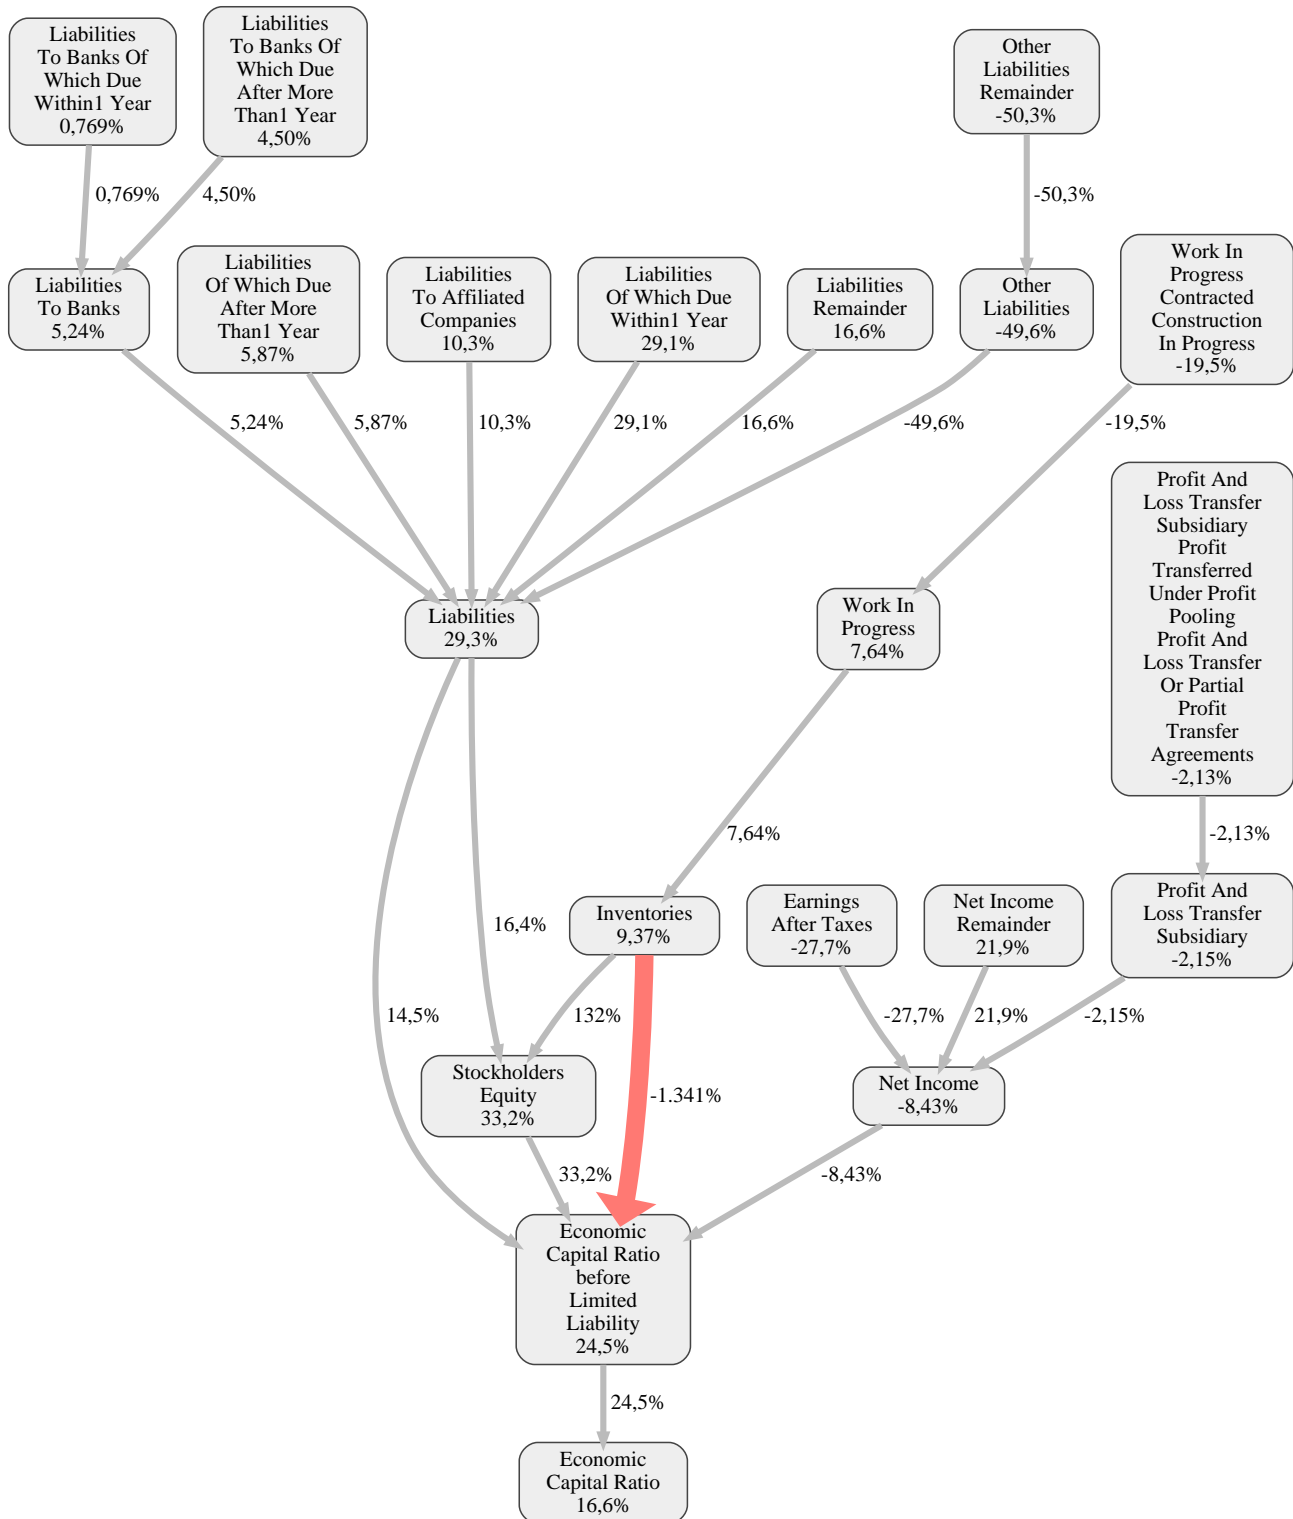 Liabilities
To Banks Of
Which Due
Within1 Year
0,769%
Liabilities
To Banks Of
Which Due
After More
Than1 Year
4,50%
Other
Liabilities
Remainder
-50,3%
0,769%
4,50%
-50,3%
Liabilities
To Banks
5,24%
Liabilities
Of Which Due
After More
Than1 Year
5,87%
Liabilities
To Affiliated
Companies
10,3%
Liabilities
Of Which Due
Within1 Year
29,1%
Liabilities
Remainder
16,6%
Other
Liabilities
-49,6%
Work In
Progress
Contracted
Construction
In Progress
-19,5%
5,24%
5,87%
10,3%
29,1%
16,6%
-49,6%
-19,5%
Profit And
Loss Transfer
Subsidiary
Profit
Transferred
Under Profit
Pooling
Profit And
Loss Transfer
Or Partial
Profit
Transfer
Agreements
-2,13%
Liabilities
29,3%
Work In
Progress
7,64%
7,64%
-2,13%
Inventories
9,37%
Earnings
After Taxes
-27,7%
Net Income
Remainder
21,9%
Profit And
Loss Transfer
Subsidiary
-2,15%
16,4%
14,5%
132%
-27,7%
21,9%
-2,15%
Stockholders
Equity
33,2%
-1.341%
Net Income
-8,43%
33,2%
-8,43%
Economic
Capital Ratio
before
Limited
Liability
24,5%
24,5%
Economic
Capital Ratio
16,6%